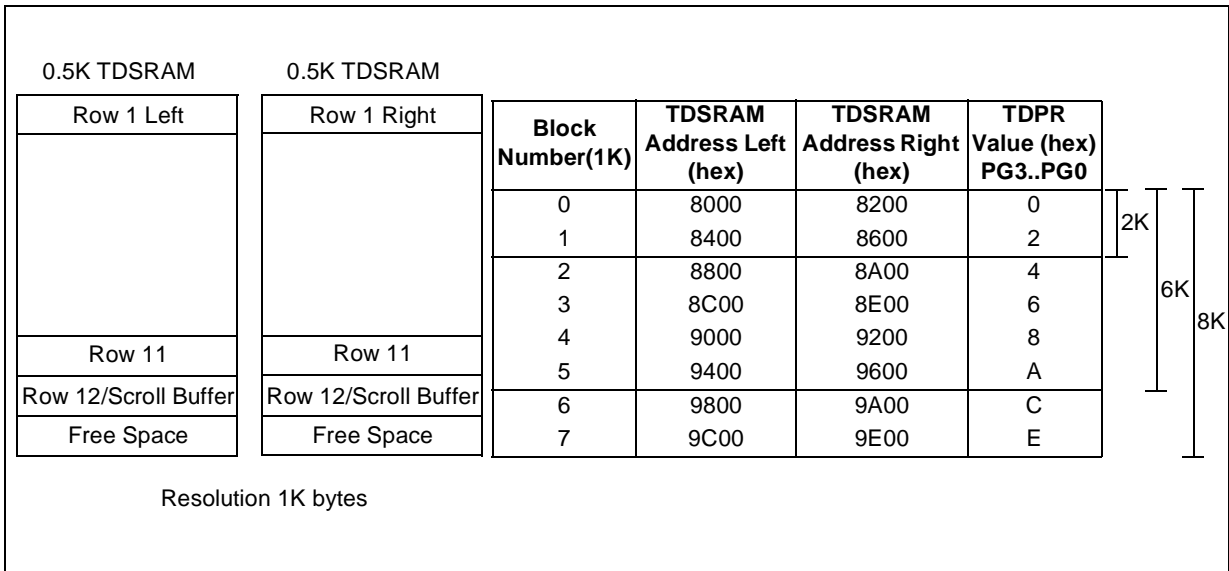 0.5K TDSRAM 0.5K TDSRAM
Row 1 Left Row 1 Right
Row 11 Row 11
Row 12/Scroll Buffer Row 12/Scroll Buffer
Free Space Free Space
Block Number(1K) TDSRAM Address Left (hex) TDSRAM Address Right (hex) TDPR Value (hex) PG3..PG0
0 8000 8200 0
1 8400 8600 2
2 8800 8A00 4
3 8C00 8E00 6
4 9000 9200 8
5 9400 9600 A
6 9800 9A00 C
7 9C00 9E00 E
2K
6K
8K
Resolution 1K bytes